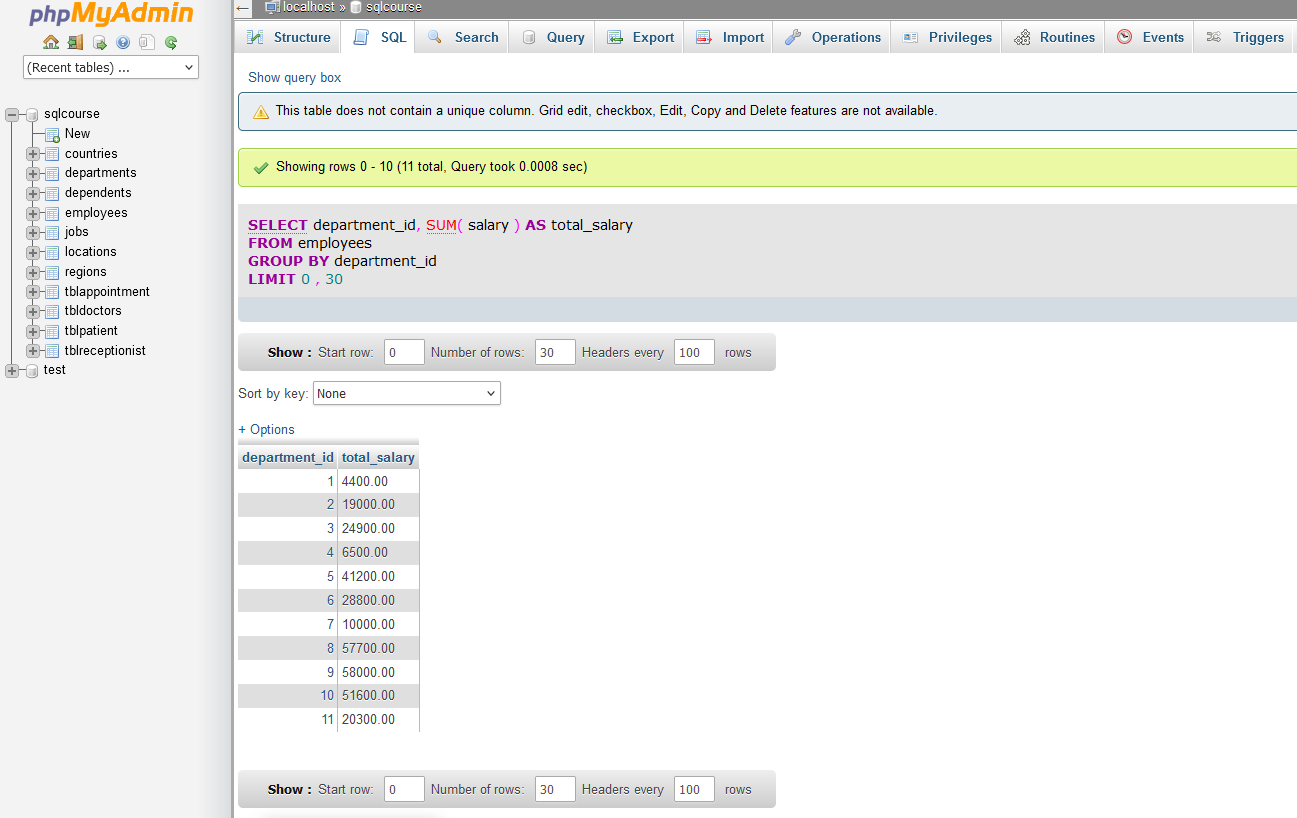 phpMyAdmin
(Recent tables) ...
sqlcourse
New
countries
departments
dependents
employees
jobs
locations
regions
tblappointment
tbldoctors
tblpatient
tblreceptionist
test
localhost » sqlcourse
Structure SQL Search Query Export Import Operations Privileges Routines Events Triggers
Show query box
This table does not contain a unique column. Grid edit, checkbox, Edit, Copy and Delete features are not available.
Showing rows 0 - 10 (11 total, Query took 0.0008 sec)
SELECT department_id, SUM( salary ) AS total_salary
FROM employees
GROUP BY department_id
LIMIT 0 , 30
Show : Start row: 0 Number of rows: 30 Headers every 100 rows
Sort by key: None
+ Options
department_id total_salary
1 4400.00
2 19000.00
3 24900.00
4 6500.00
5 41200.00
6 28800.00
7 10000.00
8 57700.00
9 58000.00
10 51600.00
11 20300.00
Show : Start row: 0 Number of rows: 30 Headers every 100 rows